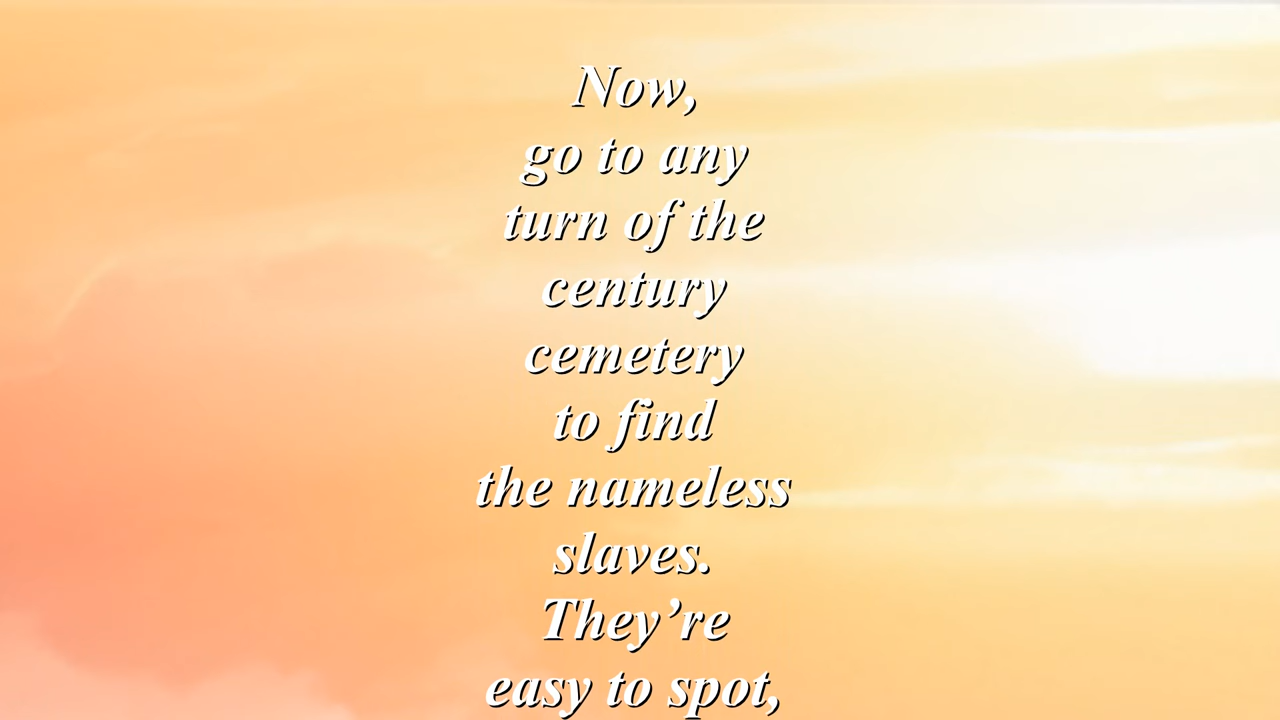 Now,
go to any
turn of the
century
cemetery
to find
the nameless
slaves.
They’re
easy to spot,